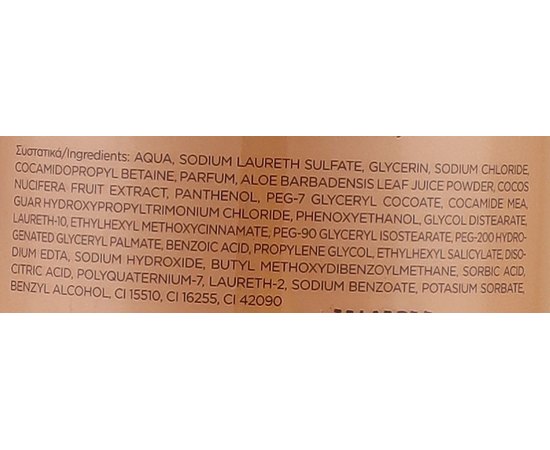 Συστατικά/Ingredients: AQUA, SODIUM LAURETH SULFATE, GLYCERIN, SODIUM CHLORIDE,
COCAMIDOPROPYL BETAINE, PARFUM, ALOE BARBADENSIS LEAF JUICE POWDER, COCOS
NUCIFERA FRUIT EXTRACT, PANTHENOL, PEG-7 GLYCERYL COCOATE, COCAMIDE MEA,
GUAR HYDROXYPROPYLTRIMONIUM CHLORIDE, PHENOXYETHANOL, GLYCOL DISTEARATE,
LAURETH-10, ETHYLHEXYL METHOXYCINNAMATE, PEG-90 GLYCERYL ISOSTEARATE, PEG-200 HYDRO-
GENATED GLYCERYL PALMATE, BENZOIC ACID, PROPYLENE GLYCOL, ETHYLHEXYL SALICYLATE, DISO-
DIUM EDTA, SODIUM HYDROXIDE, BUTYL METHOXYDIBENZOYLMETHANE, SORBIC ACID,
CITRIC ACID, POLYQUATERNIUM-7, LAURETH-2, SODIUM BENZOATE, POTASIUM SORBATE,
BENZYL ALCOHOL, CI 15510, CI 16255, CI 42090